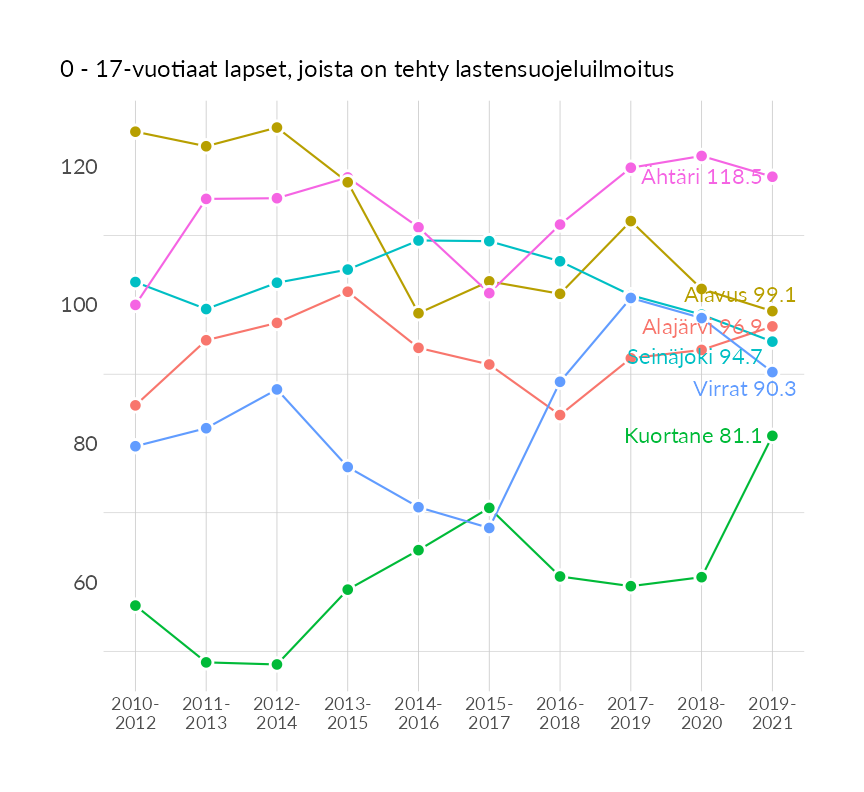 0 - 17-vuotiaat lapset, joista on tehty lastensuojeluilmoitus
120
100
80
60
Ähtäri 118.5
Alavus 99.1
Alajärvi 96.9
Seinäjoki 94.7
Virrat 90.3
Kuortane 81.1
2010- 2011- 2012- 2013- 2014- 2015- 2016- 2017- 2018- 2019-
2012 2013 2014 2015 2016 2017 2018 2019 2020 2021